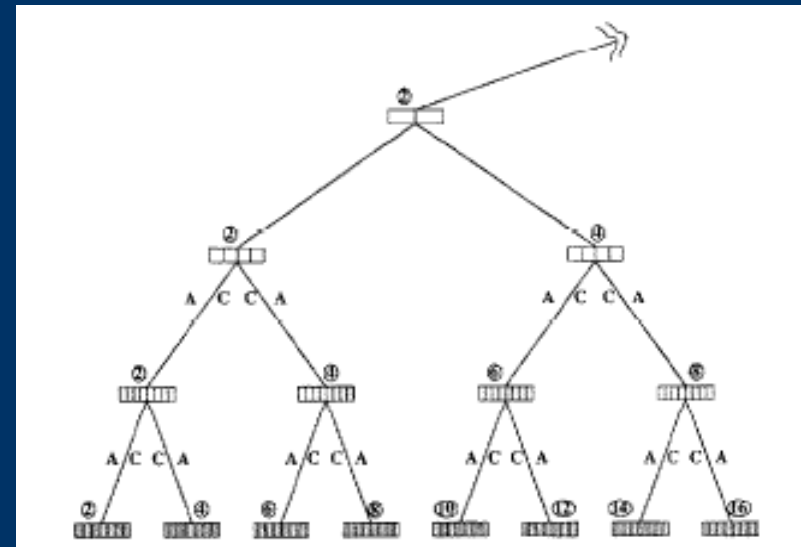 ②
② ④
A C C A A C C A
② ④ ⑥ ⑧
A C C A A C C A A C C A A C C A
② ④ ⑥ ⑧ ⑩ ⑫ ⑭ ⑯